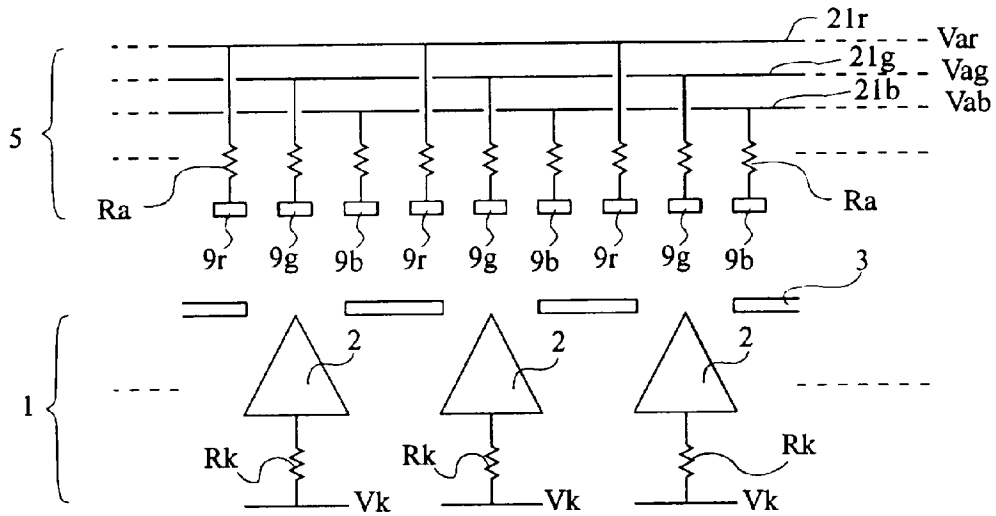 21r
Var
21g
Vag
21b
Vab
5
Ra
Ra
9r 9g 9b 9r 9g 9b 9r 9g 9b
3
2 2 2
1
Rk Rk Rk
Vk Vk Vk